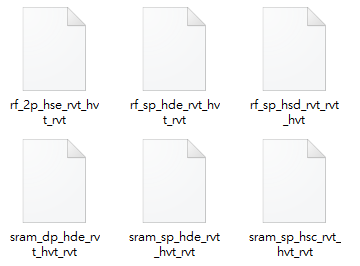 rf_2p_hse_rvt_hv
t_rvt
rf_sp_hde_rvt_hv
t_rvt
rf_sp_hsd_rvt_rvt
_hvt
sram_dp_hde_rv
t_hvt_rvt
sram_sp_hde_rvt
_hvt_rvt
sram_sp_hsc_rvt_
hvt_rvt